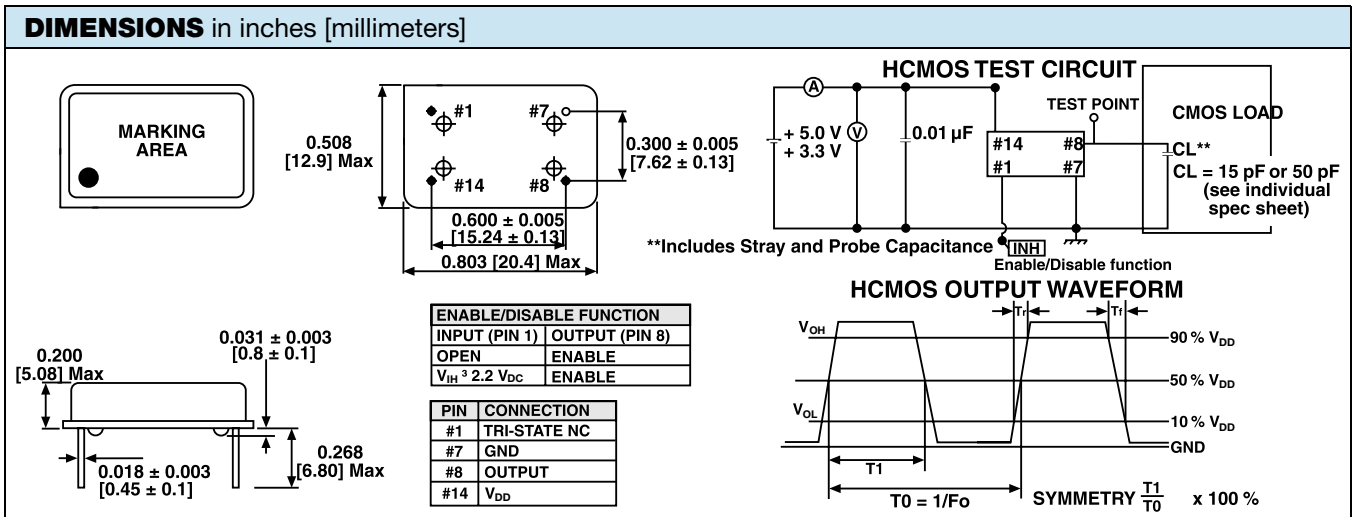 DIMENSIONS in inches [millimeters]
MARKING
AREA
0.508
[12.9] Max
#1
#7
#14
#8
0.300 ± 0.005
[7.62 ± 0.13]
0.600 ± 0.005
[15.24 ± 0.13]
0.803 [20.4] Max
HCMOS TEST CIRCUIT
A
+ 5.0 V
+ 3.3 V
V
0.01 µF
TEST POINT
#14
#8
#1
#7
CMOS LOAD
CL**
CL = 15 pF or 50 pF
(see individual
spec sheet)
**Includes Stray and Probe Capacitance
INH
Enable/Disable function
0.200
[5.08] Max
0.031 ± 0.003
[0.8 ± 0.1]
0.018 ± 0.003
[0.45 ± 0.1]
0.268
[6.80] Max
ENABLE/DISABLE FUNCTION
INPUT (PIN 1) OUTPUT (PIN 8)
OPEN ENABLE
VIH ³ 2.2 VDC ENABLE
PIN CONNECTION
#1 TRI-STATE NC
#7 GND
#8 OUTPUT
#14 VDD
HCMOS OUTPUT WAVEFORM
Tr
Tf
VOH
90 % VDD
50 % VDD
VOL
10 % VDD
GND
T1
T0 = 1/Fo
SYMMETRY T1/T0 x 100 %